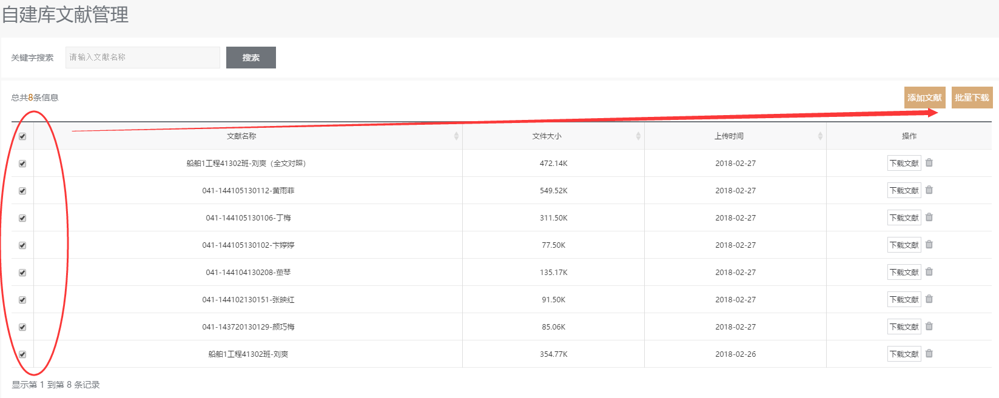 自建库文献管理
关键字搜索 请输入文献名称 搜索
总共8条信息 添加文献 批量下载
文献名称 文件大小 上传时间 操作
船舶1工程41302班-刘爽（全文对照） 472.14K 2018-02-27 下载文献
041-144105130112-黄雨菲 549.52K 2018-02-27 下载文献
041-144105130106-丁梅 311.50K 2018-02-27 下载文献
041-144105130102-卞婷婷 77.50K 2018-02-27 下载文献
041-144104130208-茧琴 135.17K 2018-02-27 下载文献
041-144102130151-张映红 91.50K 2018-02-27 下载文献
041-143720130129-颜巧梅 85.06K 2018-02-27 下载文献
船舶1工程41302班-刘爽 354.77K 2018-02-26 下载文献
显示第 1 到第 8 条记录